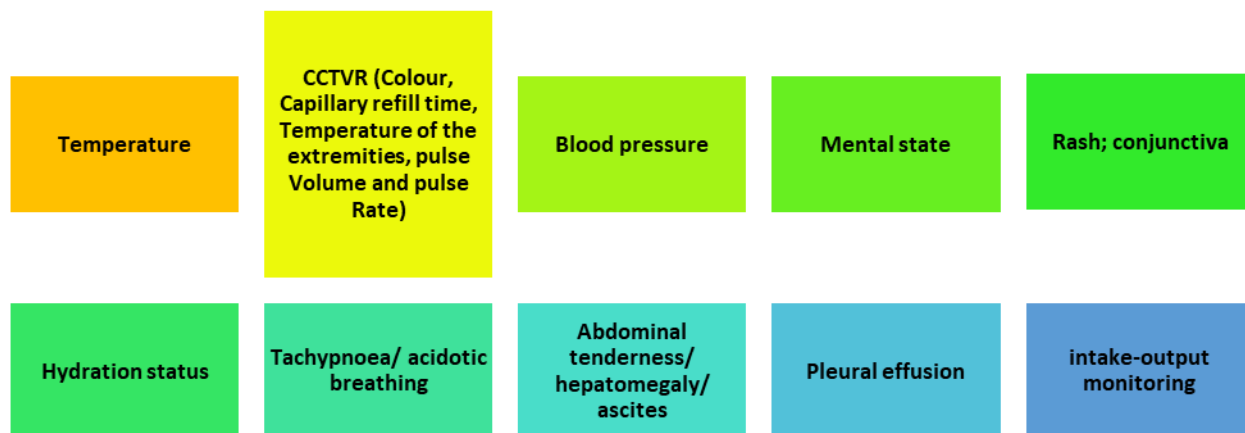 Temperature
CCTVR (Colour,
Capillary refill time,
Temperature of the
extremities, pulse
Volume and pulse
Rate)
Blood pressure
Mental state
Rash; conjunctiva
Hydration status
Tachypnoea/ acidotic
breathing
Abdominal
tenderness/
hepatomegaly/
ascites
Pleural effusion
intake-output
monitoring